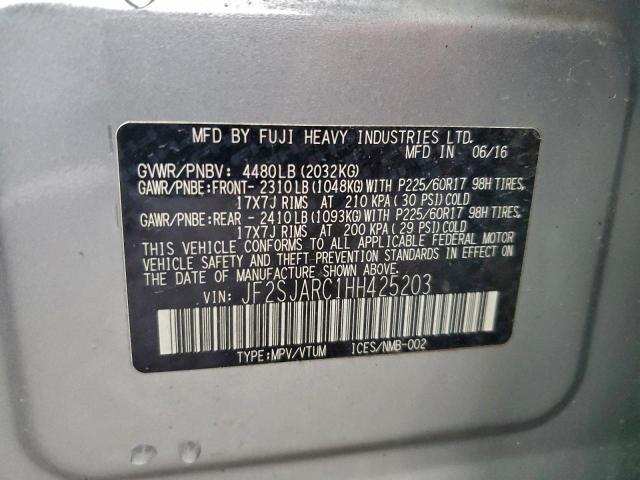 MFD BY FUJI HEAVY INDUSTRIES LTD.
MFD IN 06/16
GVWR/PNBV: 4480LB (2032KG)
GAWR/PNBE:FRONT- 2310LB (1048KG) WITH P225/60R17 98H TIRES,
17X7J RIMS AT 210 KPA (30 PSI) COLD
GAWR/PNBE:REAR - 2410LB (1093KG) WITH P225/60R17 98H TIRES,
17X7J RIMS AT 200 KPA (29 PSI) COLD
THIS VEHICLE CONFORMS TO ALL APPLICABLE FEDERAL MOTOR
VEHICLE SAFETY AND THEFT PREVENTION STANDARDS IN EFFECT ON
THE DATE OF MANUFACTURE SHOWN ABOVE.
VIN: JF2SJARC1HH425203
TYPE:MPV/VTUM ICES/NMB-002